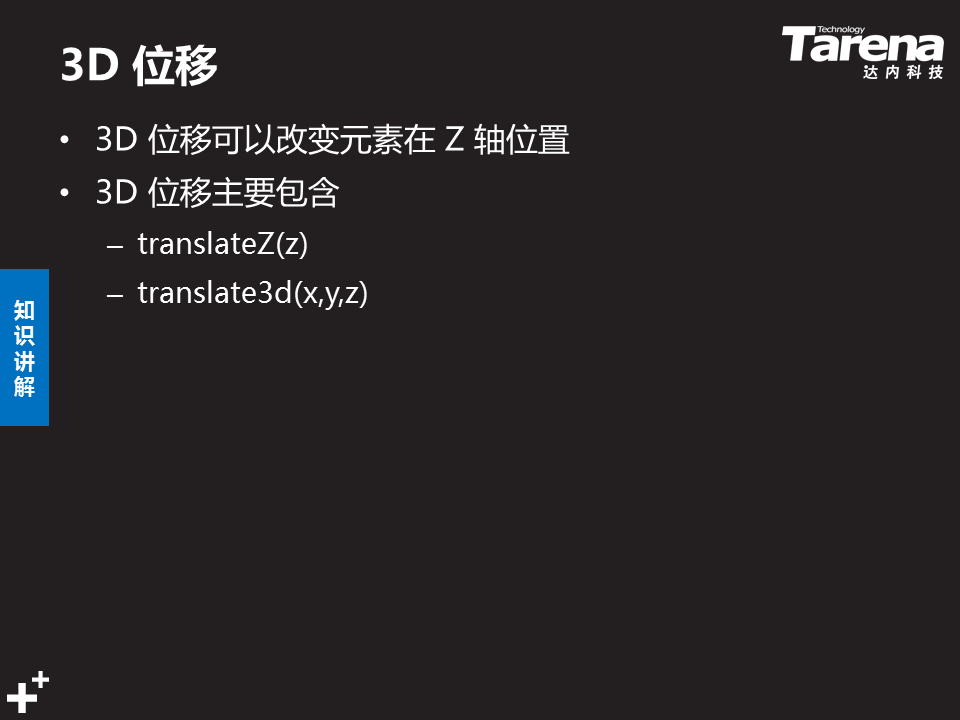 3D 位移
Technology
Tarena
达内科技
• 3D 位移可以改变元素在 Z 轴位置
• 3D 位移主要包含
– translateZ(z)
– translate3d(x,y,z)
知
识
讲
解